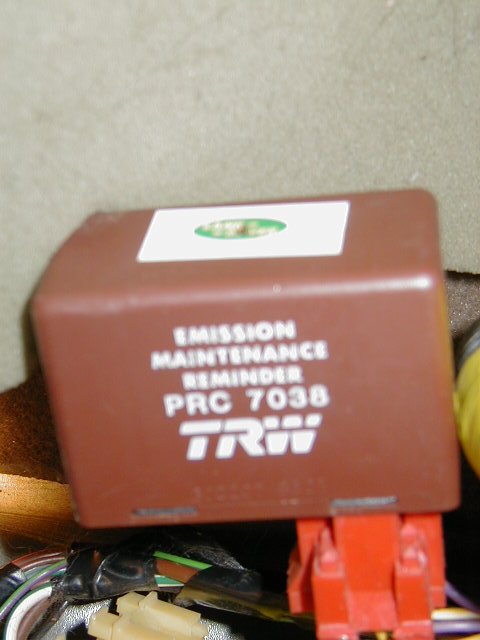 EMISSION
MAINTENANCE
REMINDER
PRC 7038
TRW